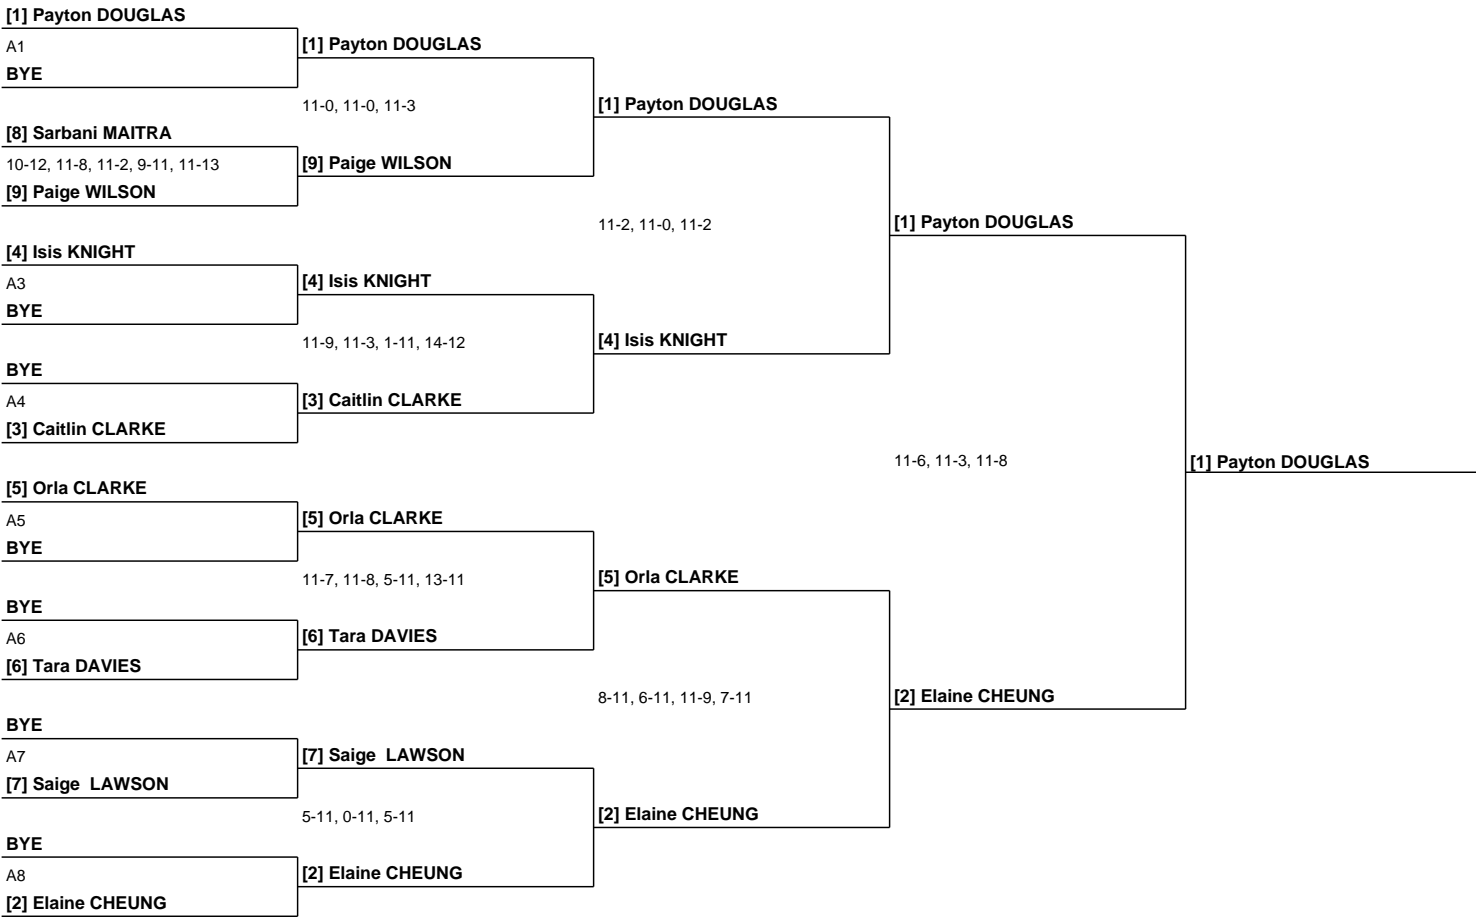 [1] Payton DOUGLAS
A1
BYE
[8] Sarbani MAITRA
10-12, 11-8, 11-2, 9-11, 11-13
[9] Paige WILSON
[4] Isis KNIGHT
A3
BYE
BYE
A4
[3] Caitlin CLARKE
[5] Orla CLARKE
A5
BYE
BYE
A6
[6] Tara DAVIES
BYE
A7
[7] Saige  LAWSON
BYE
A8
[2] Elaine CHEUNG
[1] Payton DOUGLAS
11-0, 11-0, 11-3
[9] Paige WILSON
[4] Isis KNIGHT
11-9, 11-3, 1-11, 14-12
[3] Caitlin CLARKE
[5] Orla CLARKE
11-7, 11-8, 5-11, 13-11
[6] Tara DAVIES
[7] Saige  LAWSON
5-11, 0-11, 5-11
[2] Elaine CHEUNG
[1] Payton DOUGLAS
11-2, 11-0, 11-2
[4] Isis KNIGHT
[5] Orla CLARKE
8-11, 6-11, 11-9, 7-11
[2] Elaine CHEUNG
[1] Payton DOUGLAS
11-6, 11-3, 11-8
[2] Elaine CHEUNG
[1] Payton DOUGLAS